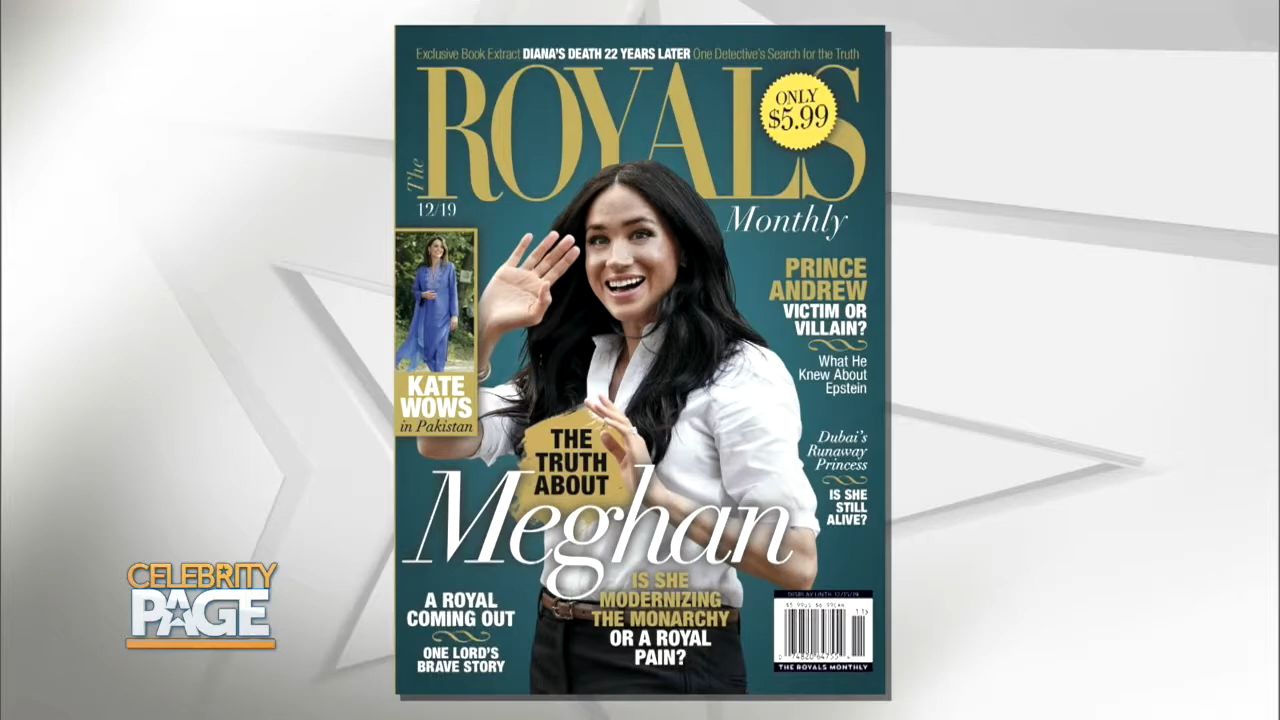 Exclusive Book Extract DIANA'S DEATH 22 YEARS LATER One Detective's Search for the Truth
The
ROYALS
ONLY
$5.99
12/19
Monthly
KATE
WOWS
in Pakistan
PRINCE
ANDREW
VICTIM OR
VILLAIN?
What He
Knew About
Epstein
Dubai's
Runaway
Princess
IS SHE
STILL
ALIVE?
THE
TRUTH
ABOUT
Meghan
IS SHE
MODERNIZING
THE MONARCHY
OR A ROYAL
PAIN?
A ROYAL
COMING OUT
ONE LORD'S
BRAVE STORY
THE ROYALS MONTHLY
CELEBRITY
PAGE